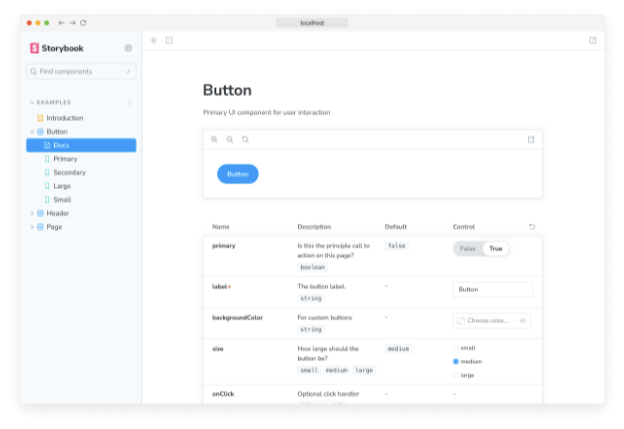 localhost
Storybook
Find components /
EXAMPLES
Introduction
Button
Docs
Primary
Secondary
Large
Small
Header
Page
Button
Primary UI component for user interaction
Button
Name Description Default Control
primary Is this the principle call to action on this page? false False True
boolean
label* The button label. - Button
string
backgroundColor For custom buttons - Choose color...
string
size How large should the button be? medium small
small medium large medium
large
onClick Optional click handler - -